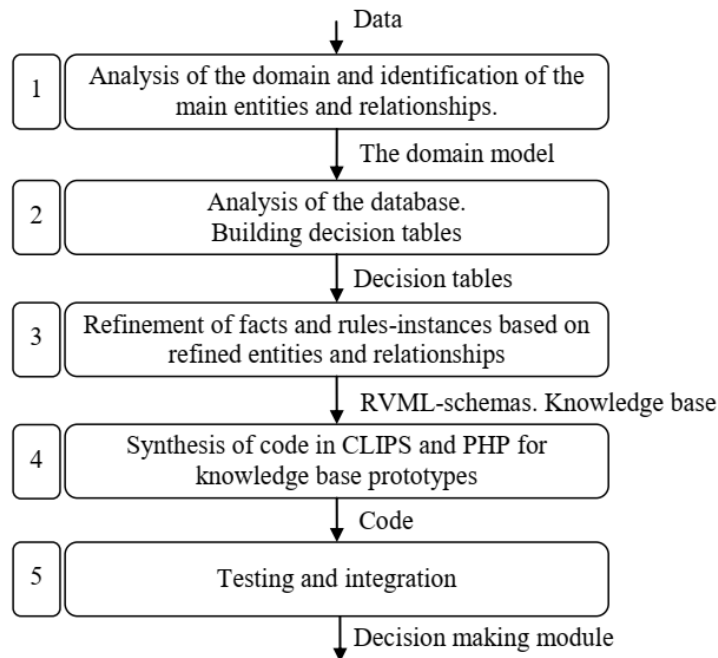 Data
1
Analysis of the domain and identification of the
main entities and relationships.
The domain model
2
Analysis of the database.
Building decision tables
Decision tables
3
Refinement of facts and rules-instances based on
refined entities and relationships
RVML-schemas. Knowledge base
4
Synthesis of code in CLIPS and PHP for
knowledge base prototypes
Code
5
Testing and integration
Decision making module